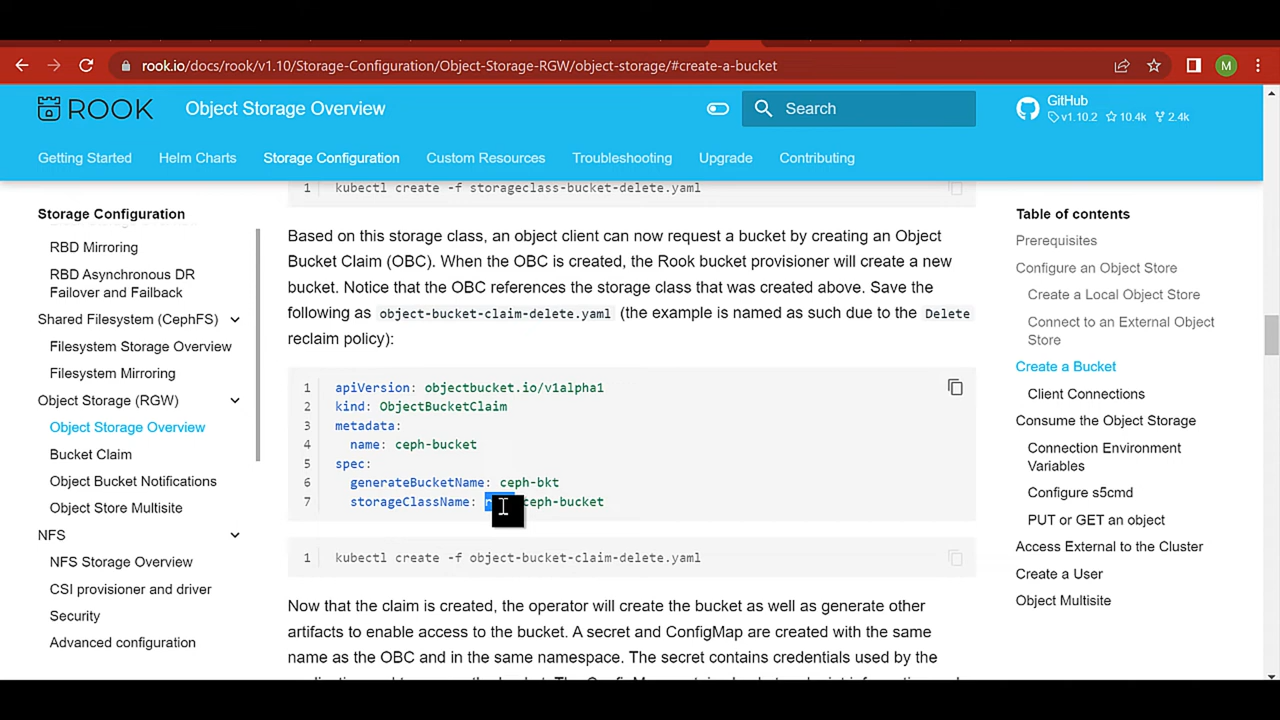 rook.io/docs/rook/v1.10/Storage-Configuration/Object-Storage-RGW/object-storage/#create-a-bucket
M
ROOK
Object Storage Overview
Search
GitHub
v1.10.2 10.4k 2.4k
Getting Started
Helm Charts
Storage Configuration
Custom Resources
Troubleshooting
Upgrade
Contributing
Storage Configuration
RBD Mirroring
RBD Asynchronous DR
Failover and Failback
Shared Filesystem (CephFS)
Filesystem Storage Overview
Filesystem Mirroring
Object Storage (RGW)
Object Storage Overview
Bucket Claim
Object Bucket Notifications
Object Store Multisite
NFS
NFS Storage Overview
CSI provisioner and driver
Security
Advanced configuration
1 kubectl create -f storageclass-bucket-delete.yaml
Based on this storage class, an object client can now request a bucket by creating an Object
Bucket Claim (OBC). When the OBC is created, the Rook bucket provisioner will create a new
bucket. Notice that the OBC references the storage class that was created above. Save the
following as object-bucket-claim-delete.yaml (the example is named as such due to the Delete
reclaim policy):
1 apiVersion: objectbucket.io/v1alpha1
2 kind: ObjectBucketClaim
3 metadata:
4 name: ceph-bucket
5 spec:
6 generateBucketName: ceph-bkt
7 storageClassName: ceph-bucket
1 kubectl create -f object-bucket-claim-delete.yaml
Now that the claim is created, the operator will create the bucket as well as generate other
artifacts to enable access to the bucket. A secret and ConfigMap are created with the same
name as the OBC and in the same namespace. The secret contains credentials used by the
Table of contents
Prerequisites
Configure an Object Store
Create a Local Object Store
Connect to an External Object
Store
Create a Bucket
Client Connections
Consume the Object Storage
Connection Environment
Variables
Configure s5cmd
PUT or GET an object
Access External to the Cluster
Create a User
Object Multisite